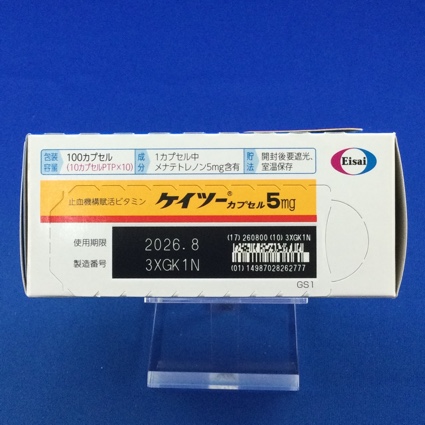 包装容量 100カプセル (10カプセルPTP×10) 成分 1カプセル中 メナテトレノン5mg含有 貯法 開封後要遮光、室温保存
Eisai
止血機構賦活ビタミン ケイツー®カプセル5mg
使用期限 2026.8
製造番号 3XGK1N
(17) 260800 (10) 3XGK1N
(01) 14987028262777
GS1